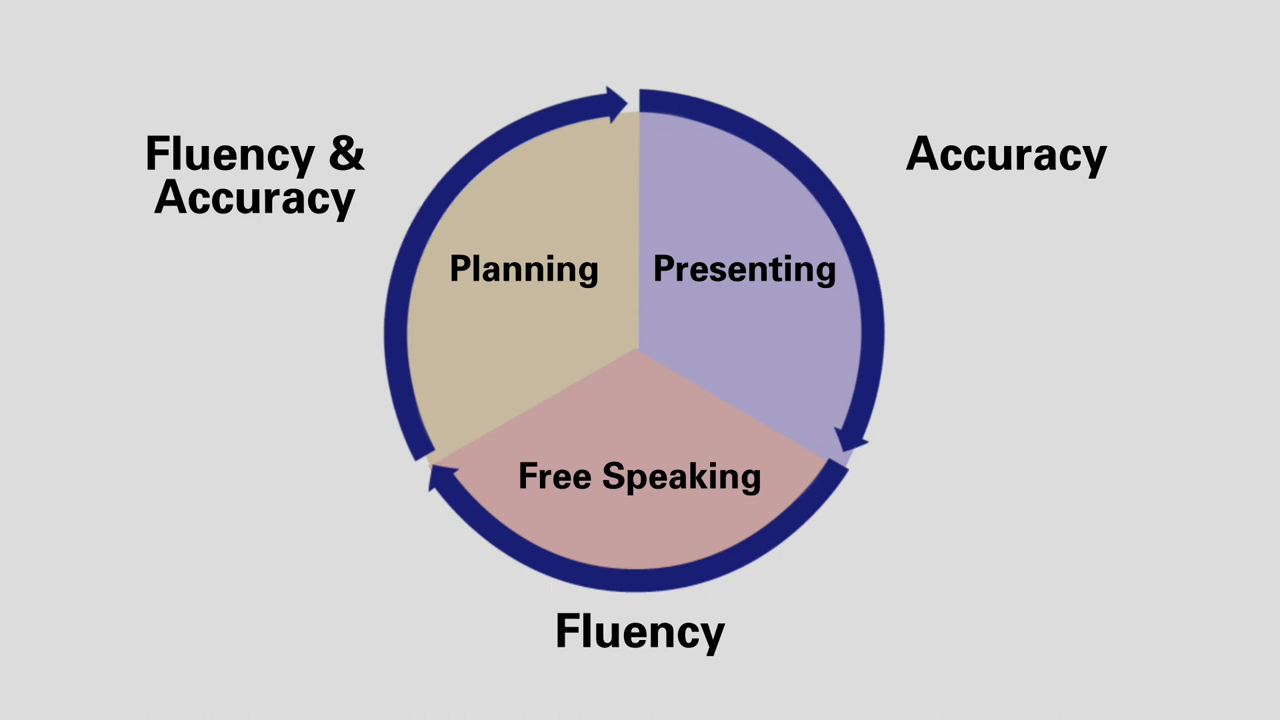 Fluency &
Accuracy
Accuracy
Planning
Presenting
Free Speaking
Fluency